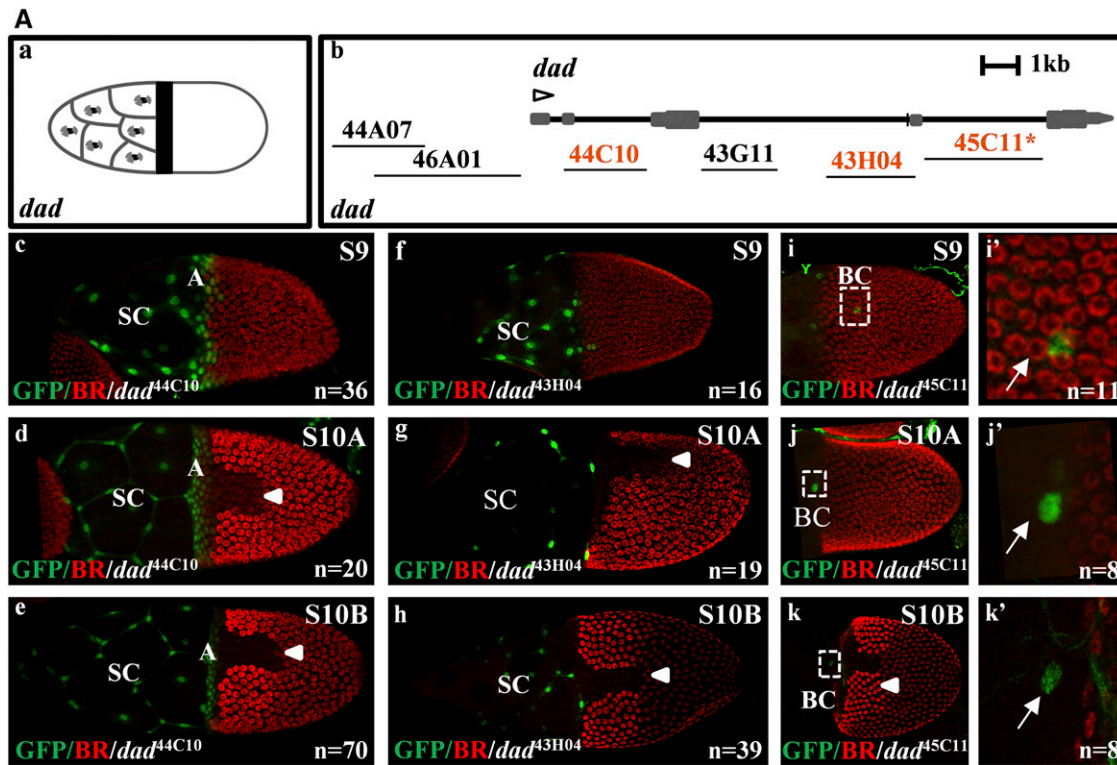 A
a
dad
b
dad
1kb
44A07
46A01
44C10
43G11
43H04
45C11*
dad
c
S9
A
SC
GFP/BR/dad44C10
n=36
f
S9
SC
GFP/BR/dad43H04
n=16
i
S9
BC
GFP/BR/dad45C11
i’
n=11
d
S10A
A
SC
GFP/BR/dad44C10
n=20
g
S10A
SC
GFP/BR/dad43H04
n=19
j
S10A
BC
GFP/BR/dad45C11
j’
n=8
e
S10B
A
SC
GFP/BR/dad44C10
n=70
h
S10B
SC
GFP/BR/dad43H04
n=39
k
S10B
BC
GFP/BR/dad45C11
k’
n=8